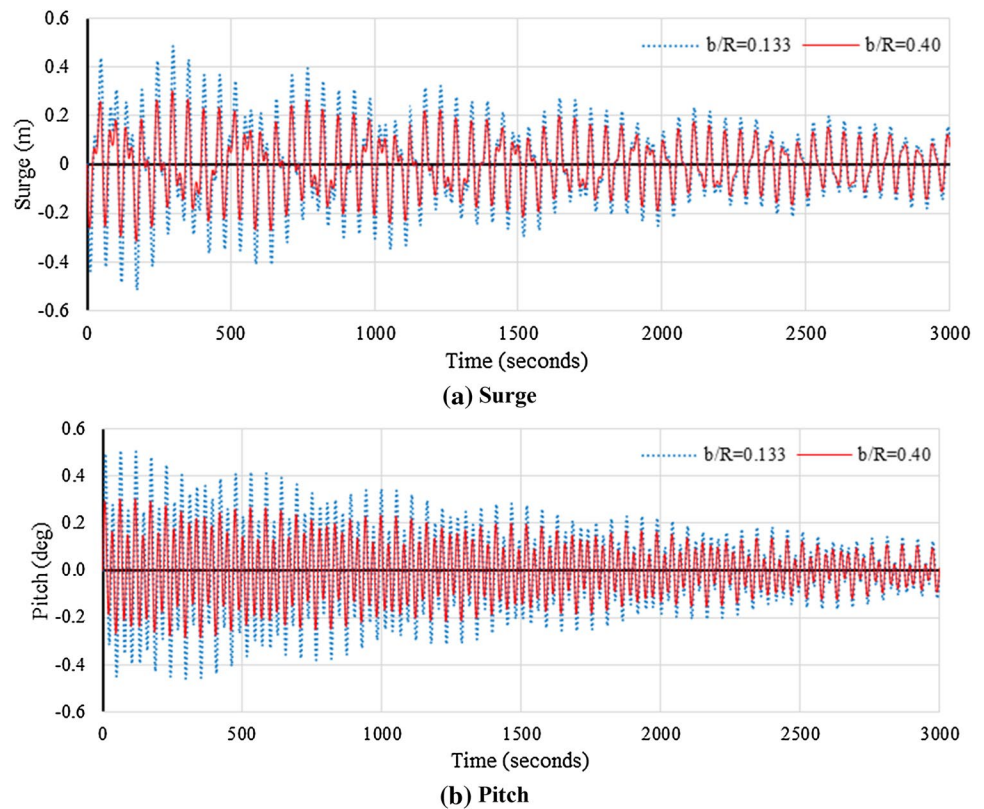 0.6
b/R=0.133 b/R=0.40
0.4
0.2
0
-0.2
-0.4
-0.6
Surge (m)
0 500 1000 1500 2000 2500 3000
Time (seconds)
(a) Surge
0.6
b/R=0.133 b/R=0.40
0.4
0.2
0.0
-0.2
-0.4
-0.6
Pitch (deg)
0 500 1000 1500 2000 2500 3000
Time (seconds)
(b) Pitch